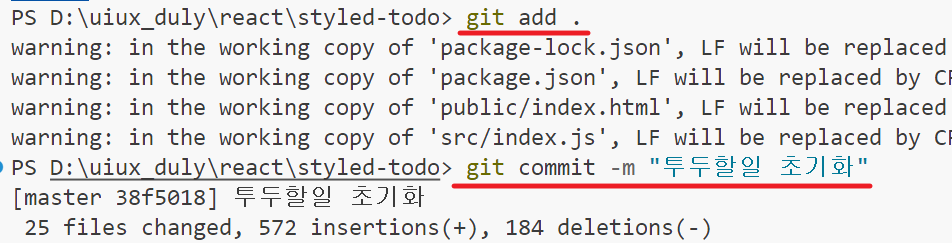 PS D:\uiux_duly\react\styled-todo> git add .
warning: in the working copy of 'package-lock.json', LF will be replaced
warning: in the working copy of 'package.json', LF will be replaced by CR
warning: in the working copy of 'public/index.html', LF will be replaced
warning: in the working copy of 'src/index.js', LF will be replaced by CR
PS D:\uiux_duly\react\styled-todo> git commit -m "투두할일 초기화"
[master 38f5018] 투두할일 초기화
25 files changed, 572 insertions(+), 184 deletions(-)